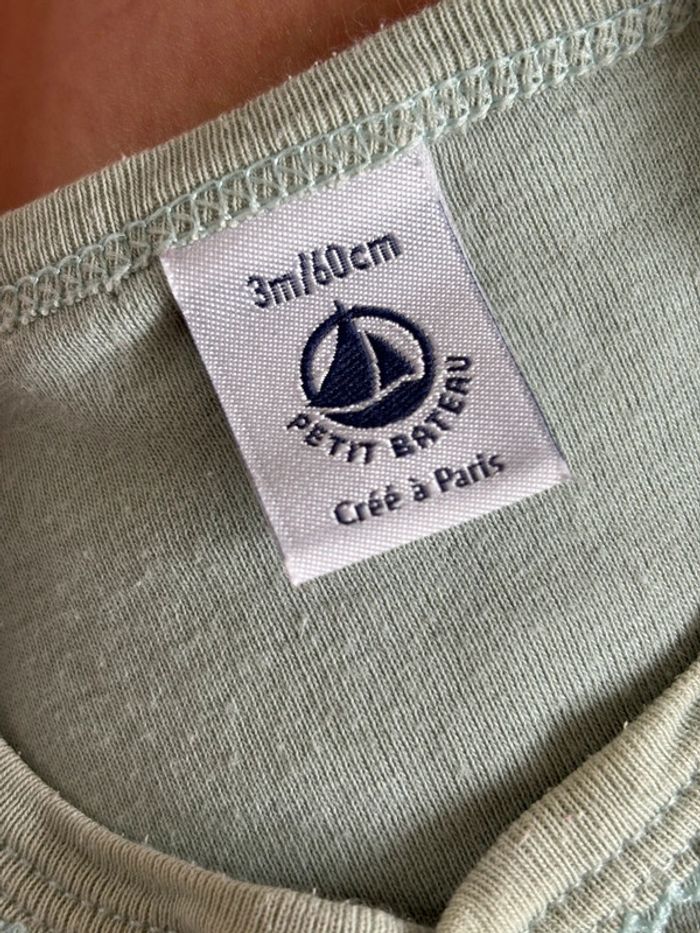 3m/60cm
PETIT BATEAU
Créé à Paris